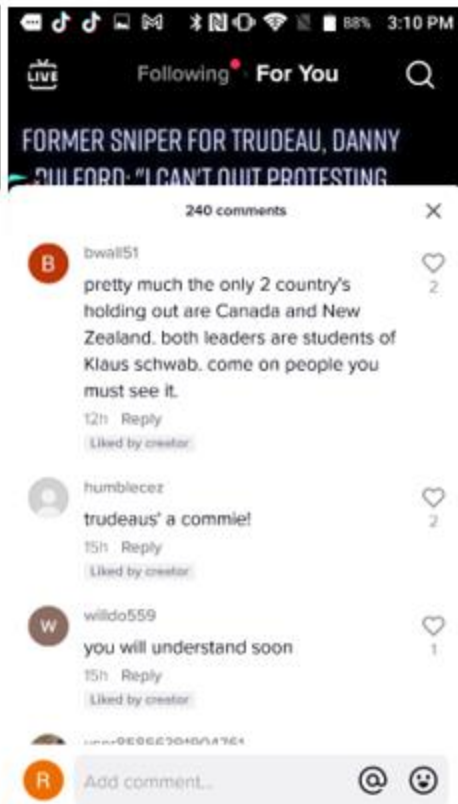 88% 3:10 PM
LIVE Following For You
FORMER SNIPER FOR TRUDEAU, DANNY
"I CAN'T QUIT PROTESTING
240 comments
B bwall51
pretty much the only 2 country's
holding out are Canada and New
Zealand. both leaders are students of
Klaus schwab. come on people you
must see it.
2
12h Reply
Liked by creator
humblecez
trudeaus' a commie!
2
15h Reply
Liked by creator
W willdo559
you will understand soon
1
15h Reply
Liked by creator
R Add comment... @